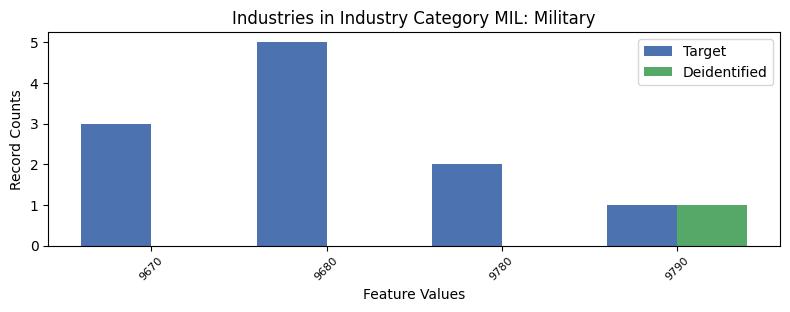 Industries in Industry Category MIL: Military
Record Counts
5
4
3
2
1
0
Target
Deidentified
9670
9680
9780
9790
Feature Values